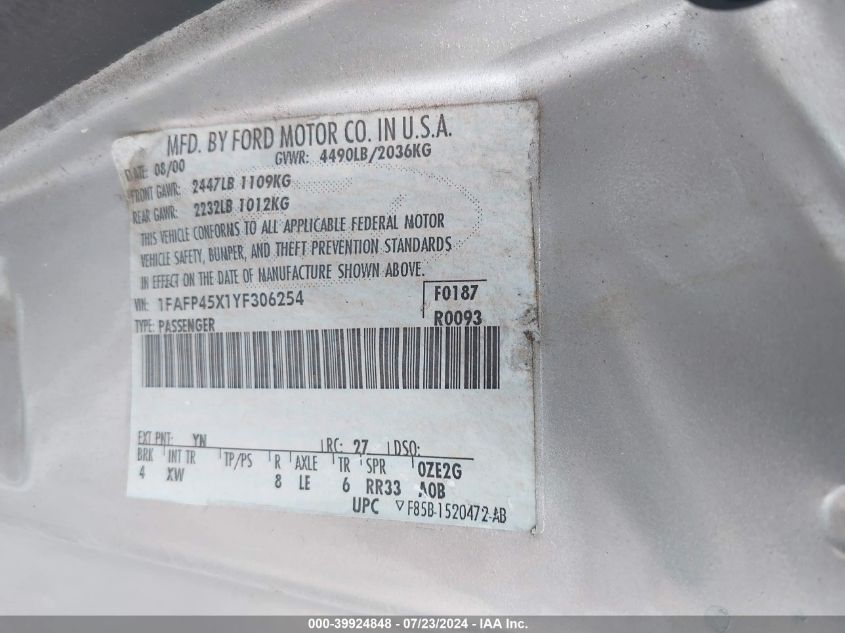 MFD. BY FORD MOTOR CO. IN U.S.A.
DATE: 08/00 GVWR: 4490LB/2036KG
FRONT GAWR: 2447LB 1109KG
REAR GAWR: 2232LB 1012KG
THIS VEHICLE CONFORMS TO ALL APPLICABLE FEDERAL MOTOR
VEHICLE SAFETY, BUMPER, AND THEFT PREVENTION STANDARDS
IN EFFECT ON THE DATE OF MANUFACTURE SHOWN ABOVE.
VIN: 1FAFP45X1YF306254 F0187
TYPE: PASSENGER R0093
EXT PNT: YN RC: 27 DSO:
BRK INT TR TP/PS R AXLE TR SPR 0ZE2G
4 XW 8 LE 6 RR33 A0B
UPC ▽F85B-1520472-AB
000-39924848 - 07/23/2024 - IAA Inc.